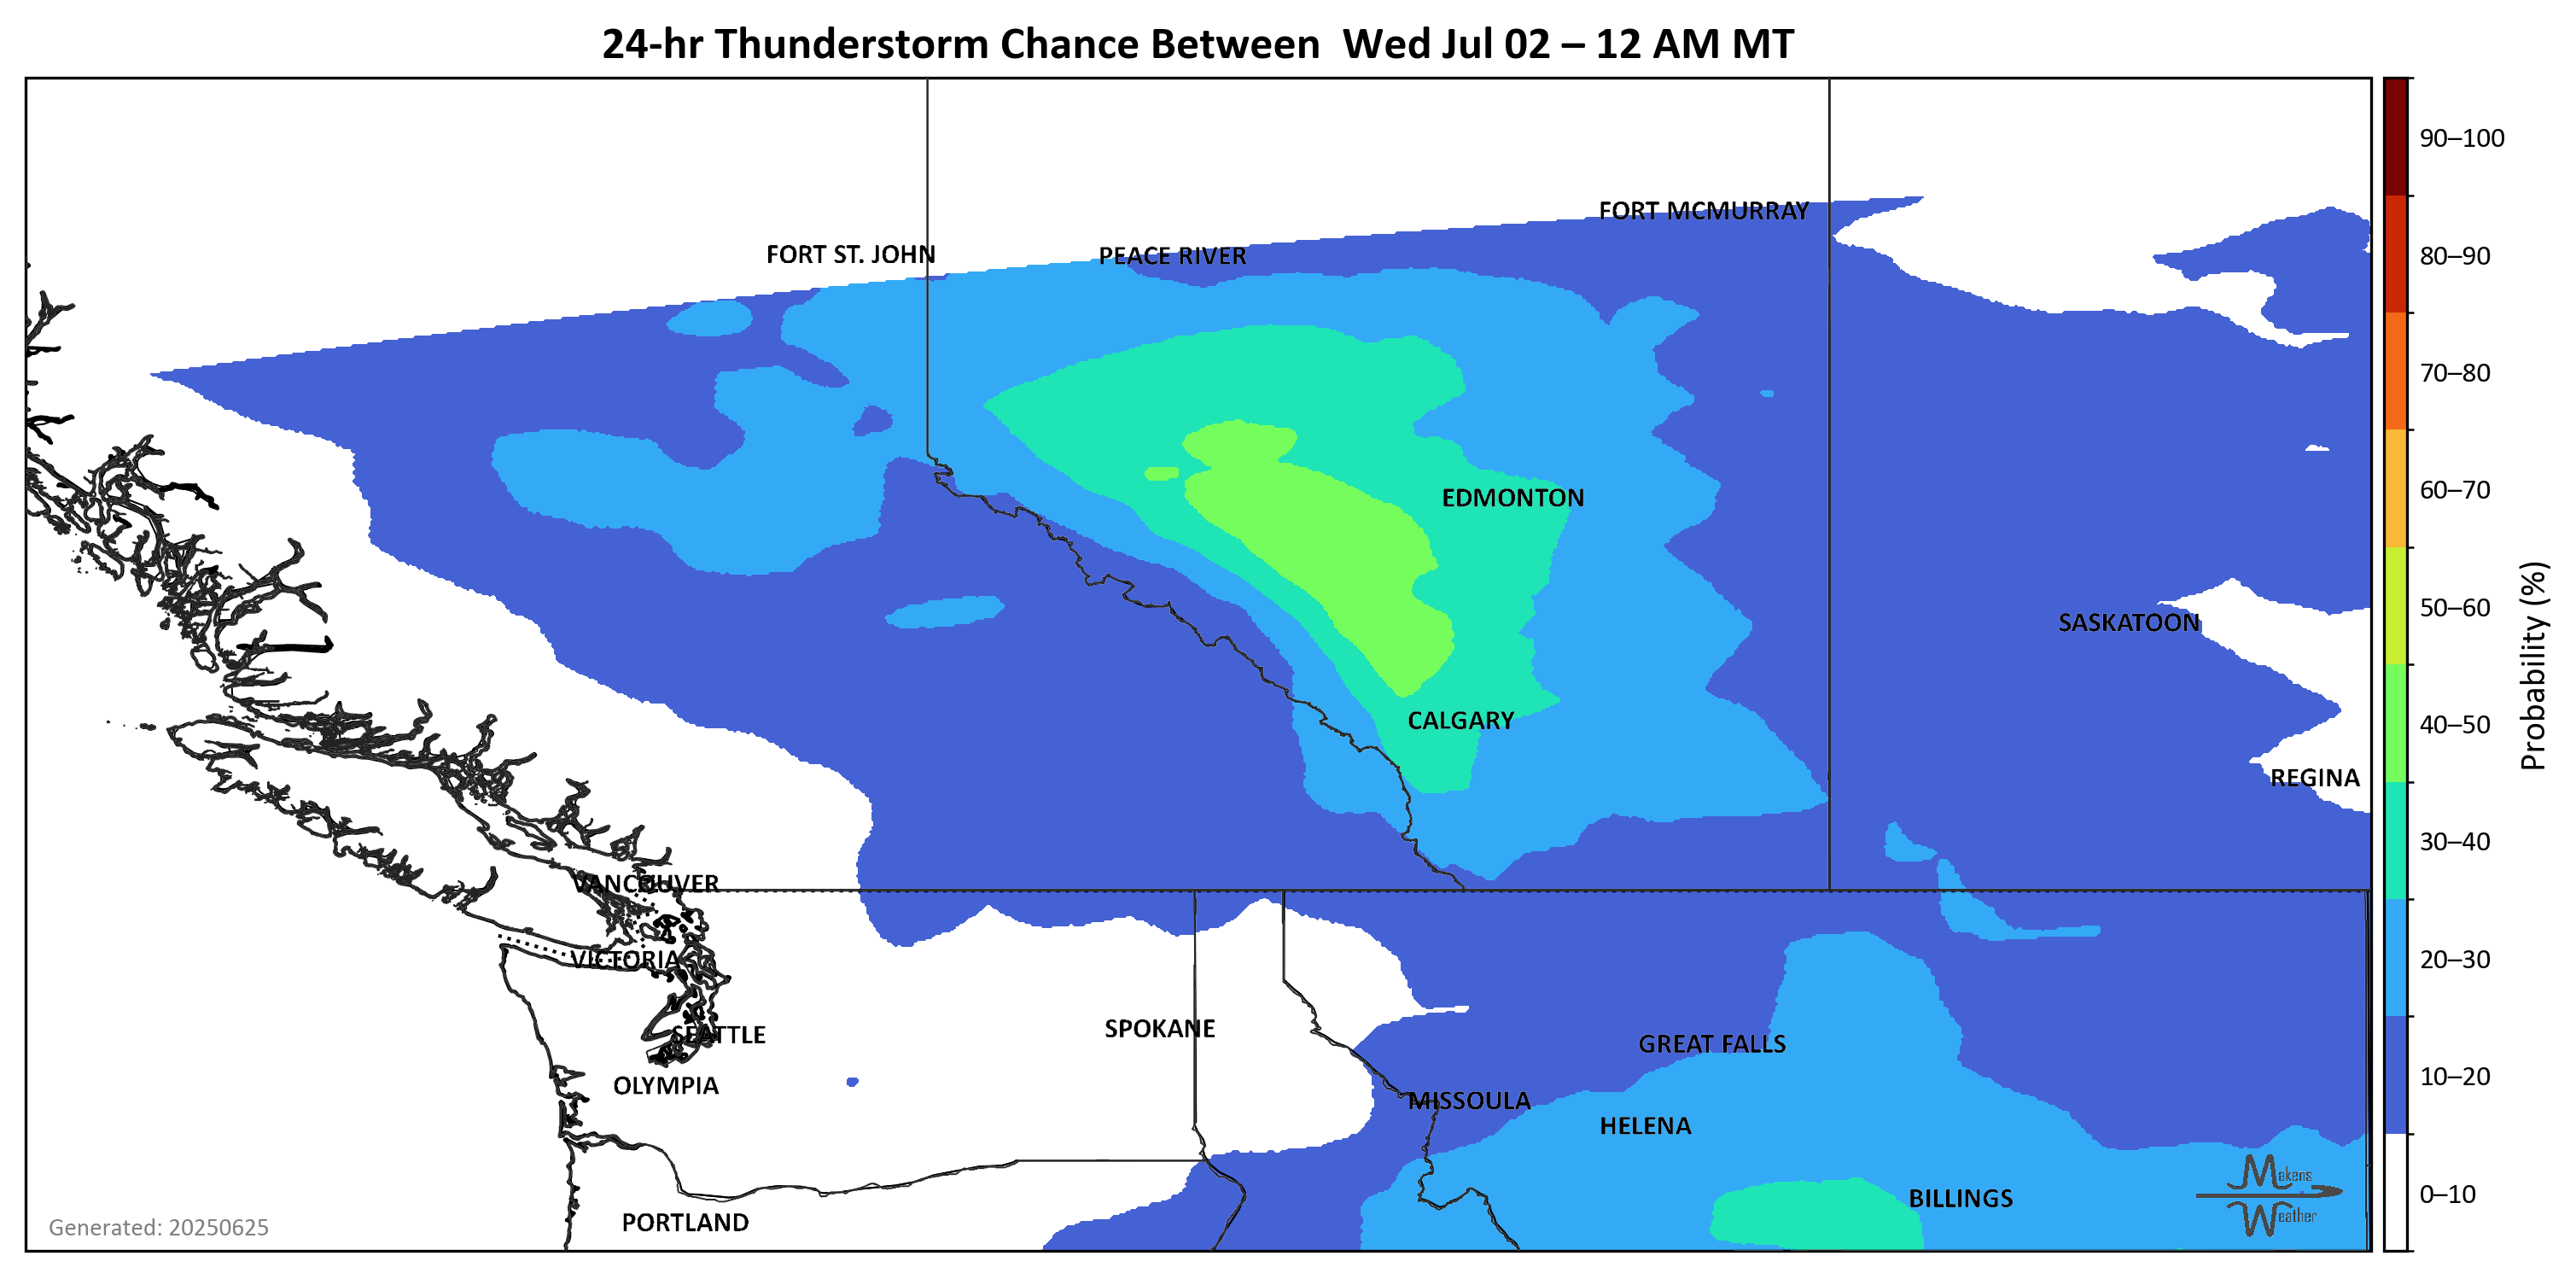 24-hr Thunderstorm Chance Between  Wed Jul 02 – 12 AM MT
90–100
FORT MCMURRAY
FORT ST. JOHN
PEACE RIVER
80–90
70–80
60–70
EDMONTON
50–60
SASKATOON
Probability (%)
CALGARY
40–50
REGINA
30–40
VANCOUVER
VICTORIA
20–30
SEATTLE
SPOKANE
GREAT FALLS
OLYMPIA
10–20
MISSOULA
HELENA
Makens
Weather
BILLINGS
0–10
PORTLAND
Generated: 20250625